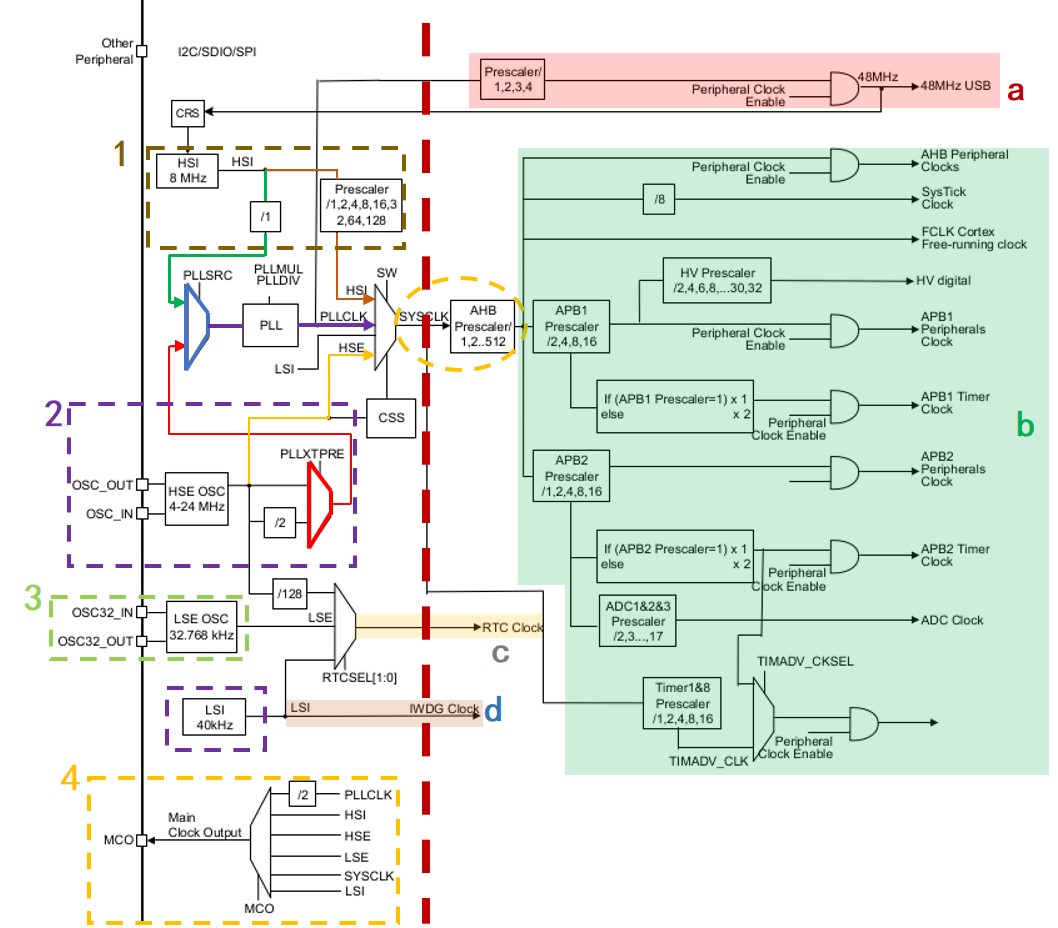 Other
Peripheral
I2C/SDIO/SPI
Prescaler/
1,2,3,4
Peripheral Clock
Enable
48MHz
48MHz USB
a
CRS
1
HSI
8 MHz
HSI
/1
Prescaler
/1,2,4,8,16,3
2,64,128
AHB Peripheral
Clocks
Peripheral Clock
Enable
/8
SysTick
Clock
FCLK Cortex
Free-running clock
PLLSRC
PLLMUL
PLLDIV
PLL
PLLCLK
HSI
SW
SYSCLK
HSE
LSI
CSS
AHB
Prescaler/
1,2..512
APB1
Prescaler
/2,4,8,16
HV Prescaler
/2,4,6,8,...30,32
HV digital
Peripheral Clock
Enable
APB1
Peripherals
Clock
If (APB1 Prescaler=1) x 1
else x 2
Peripheral
Clock Enable
APB1 Timer
Clock
b
2
PLLXTPRE
OSC_OUT
OSC_IN
HSE OSC
4-24 MHz
/2
APB2
Prescaler
/1,2,4,8,16
APB2
Peripherals
Clock
If (APB2 Prescaler=1) x 1
else x 2
Peripheral
Clock Enable
APB2 Timer
Clock
3
OSC32_IN
OSC32_OUT
LSE OSC
32.768 kHz
/128
LSE
RTC Clock
c
RTCSEL[1:0]
ADC1&2&3
Prescaler
/2,3...,17
ADC Clock
LSI
40kHz
LSI
IWDG Clock
d
TIMADV_CKSEL
Timer1&8
Prescaler
/1,2,4,8,16
TIMADV_CLK
Peripheral
Clock Enable
4
MCO
Main
Clock Output
/2
PLLCLK
HSI
HSE
LSE
SYSCLK
LSI
MCO